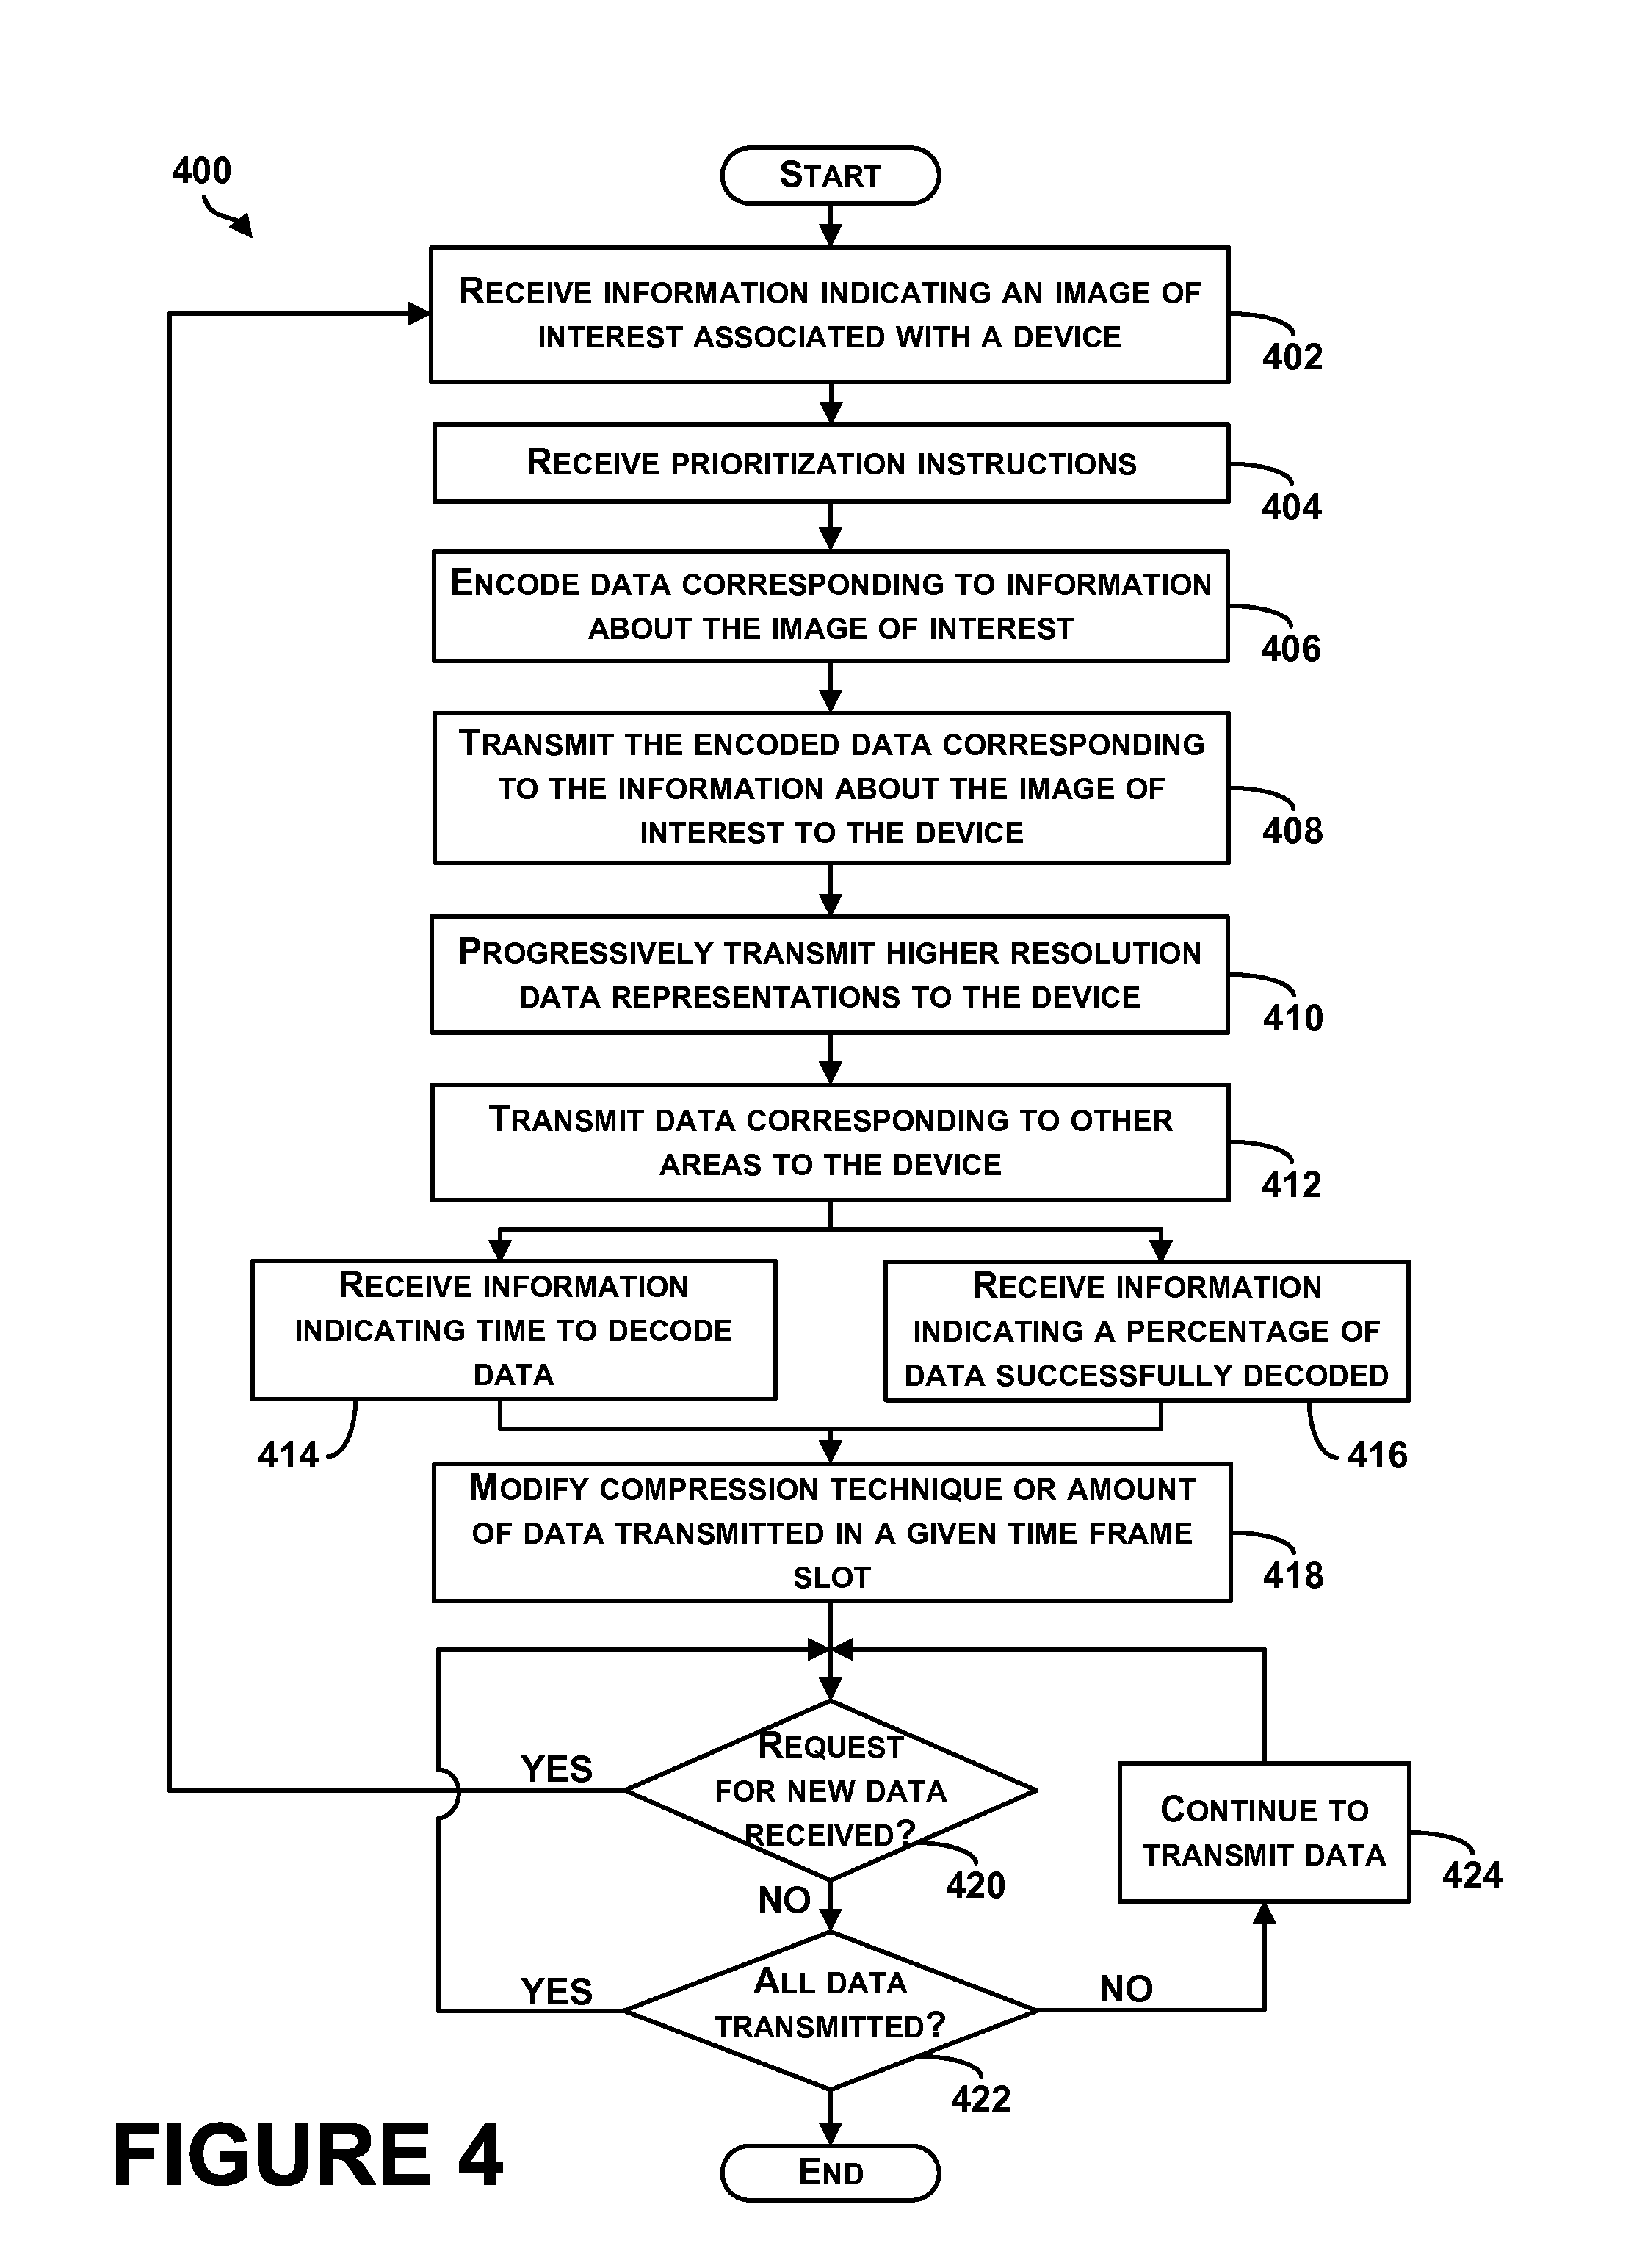 400
START
RECEIVE INFORMATION INDICATING AN IMAGE OF
INTEREST ASSOCIATED WITH A DEVICE
402
RECEIVE PRIORITIZATION INSTRUCTIONS
404
ENCODE DATA CORRESPONDING TO INFORMATION
ABOUT THE IMAGE OF INTEREST
406
TRANSMIT THE ENCODED DATA CORRESPONDING
TO THE INFORMATION ABOUT THE IMAGE OF
INTEREST TO THE DEVICE
408
PROGRESSIVELY TRANSMIT HIGHER RESOLUTION
DATA REPRESENTATIONS TO THE DEVICE
410
TRANSMIT DATA CORRESPONDING TO OTHER
AREAS TO THE DEVICE
412
RECEIVE INFORMATION
INDICATING TIME TO DECODE
DATA
414
RECEIVE INFORMATION
INDICATING A PERCENTAGE OF
DATA SUCCESSFULLY DECODED
416
MODIFY COMPRESSION TECHNIQUE OR AMOUNT
OF DATA TRANSMITTED IN A GIVEN TIME FRAME
SLOT
418
REQUEST
FOR NEW DATA
RECEIVED?
YES
420
NO
CONTINUE TO
TRANSMIT DATA
424
ALL DATA
TRANSMITTED?
YES
NO
422
END
FIGURE 4